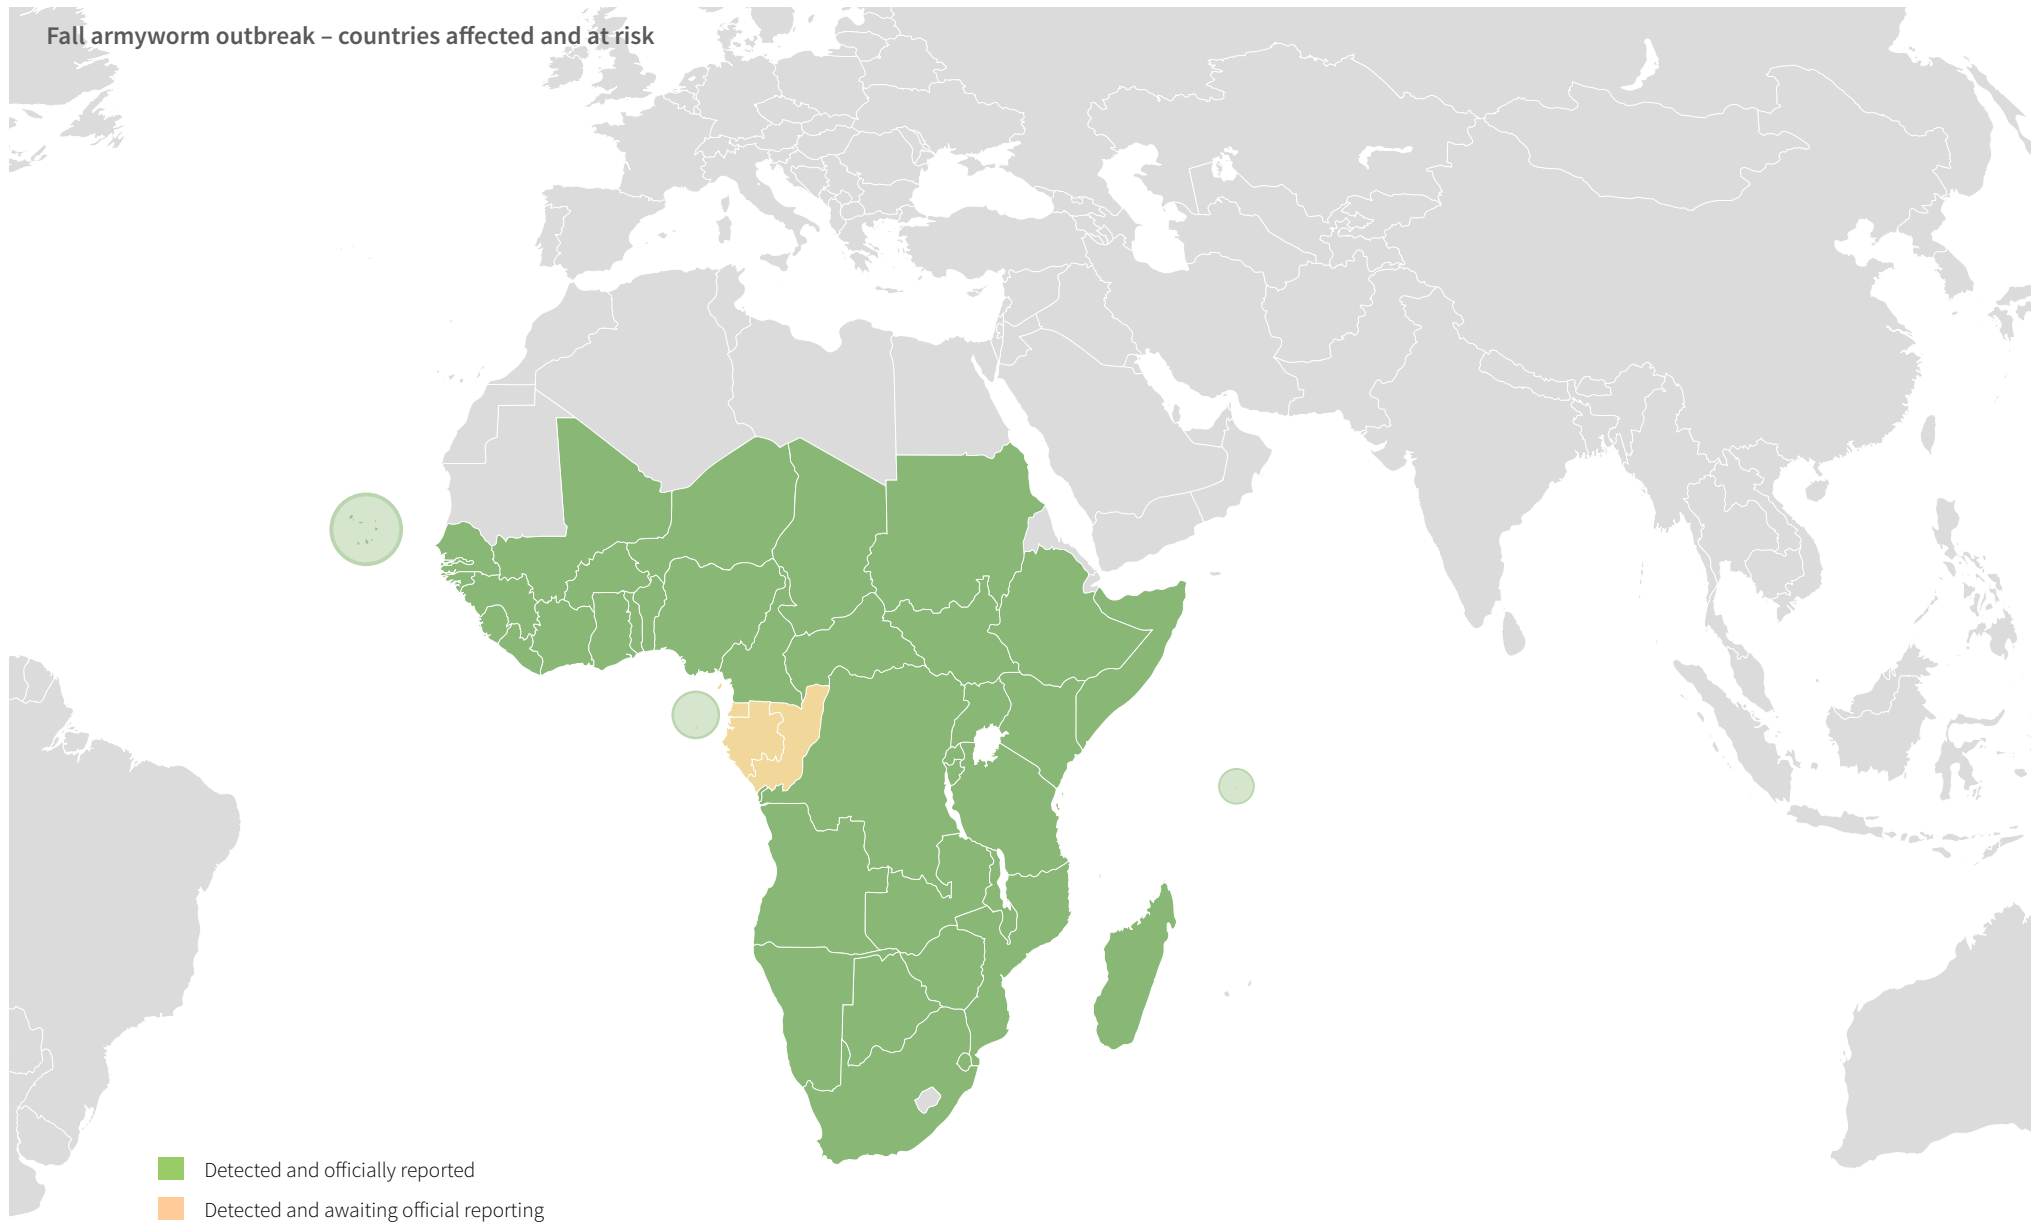 Fall armyworm outbreak – countries affected and at risk
Detected and officially reported
Detected and awaiting official reporting